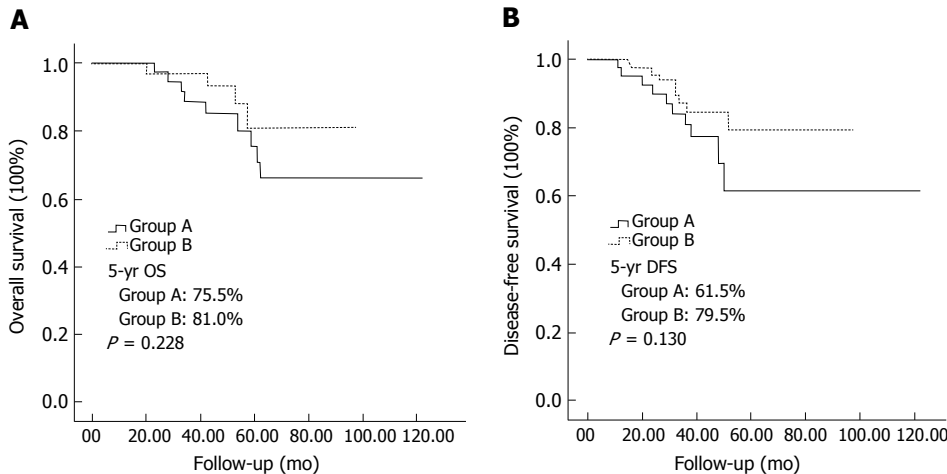 A
Overall survival (100%)
1.0
0.8
0.6
0.4
0.2
0.0
Group A
Group B
5-yr OS
Group A: 75.5%
Group B: 81.0%
P = 0.228
00 20.00 40.00 60.00 80.00 100.00 120.00
Follow-up (mo)
B
Disease-free survival (100%)
1.0
0.8
0.6
0.4
0.2
0.0
Group A
Group B
5-yr DFS
Group A: 61.5%
Group B: 79.5%
P = 0.130
00 20.00 40.00 60.00 80.00 100.00 120.00
Follow-up (mo)